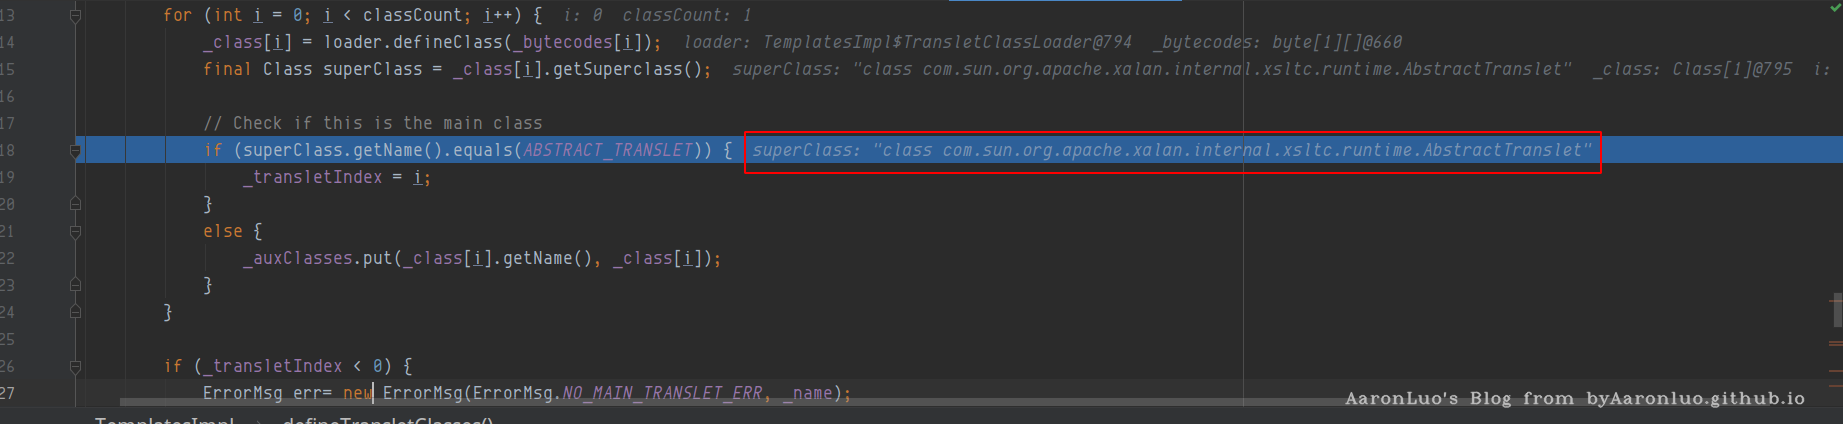 13 for (int i = 0; i < classCount; i++) { i: 0 classCount: 1
14 _class[i] = loader.defineClass(_bytecodes[i]); loader: TemplatesImpl$TransletClassLoader@794 _bytecodes: byte[1][]@660
15 final Class superClass = _class[i].getSuperclass(); superClass: "class com.sun.org.apache.xalan.internal.xsltc.runtime.AbstractTranslet" _class: Class[1]@795 i:
16
17 // Check if this is the main class
18 if (superClass.getName().equals(ABSTRACT_TRANSLET)) { superClass: "class com.sun.org.apache.xalan.internal.xsltc.runtime.AbstractTranslet"
19 _transletIndex = i;
20 }
21 else {
22 _auxClasses.put(_class[i].getName(), _class[i]);
23 }
24 }
25
26 if (_transletIndex < 0) {
27 ErrorMsg err= new ErrorMsg(ErrorMsg.NO_MAIN_TRANSLET_ERR, _name);
AaronLuo's Blog from byAaronluo.github.io
TemplatesImpl > defineTransletClasses()